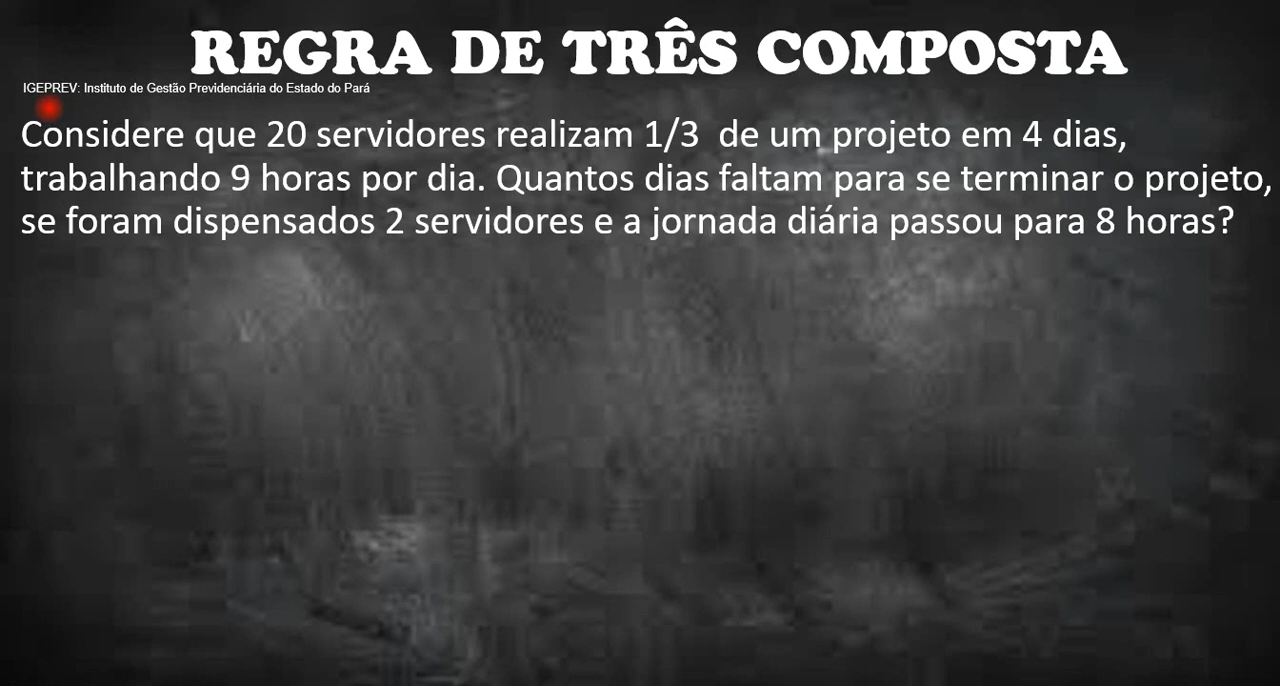 REGRA DE TRÊS COMPOSTA
IGEPREV: Instituto de Gestão Previdenciária do Estado do Pará
Considere que 20 servidores realizam 1/3 de um projeto em 4 dias,
trabalhando 9 horas por dia. Quantos dias faltam para se terminar o projeto,
se foram dispensados 2 servidores e a jornada diária passou para 8 horas?